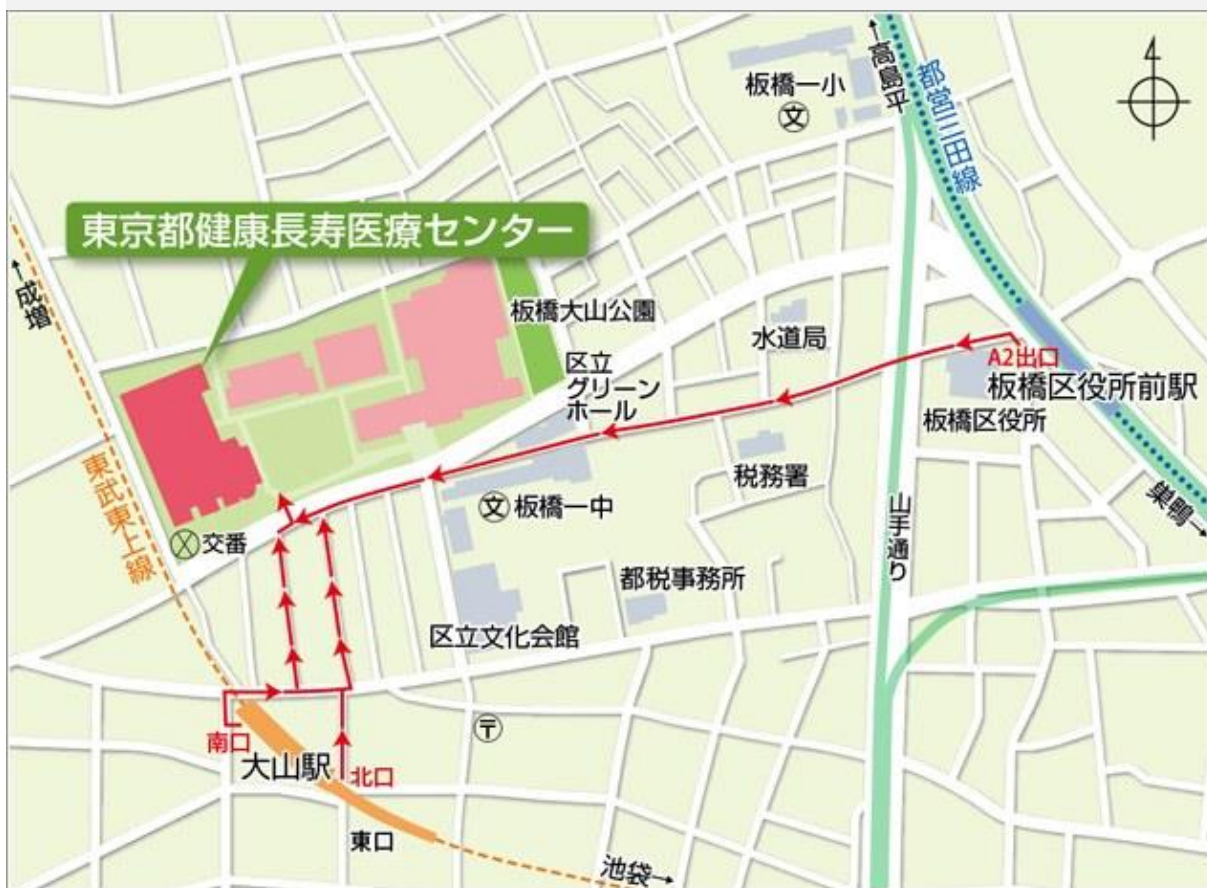 板橋一小
文
←高島平
都営三田線
4
東京都健康長寿医療センター
←成増
板橋大山公園
区立
グリーン
ホール
水道局
A2出口
板橋区役所前駅
板橋区役所
東武東上線
文 板橋一中
税務署
山手通り
巣鴨→
交番
都税事務所
区立文化会館
〒
南口
大山駅
北口
東口
池袋→